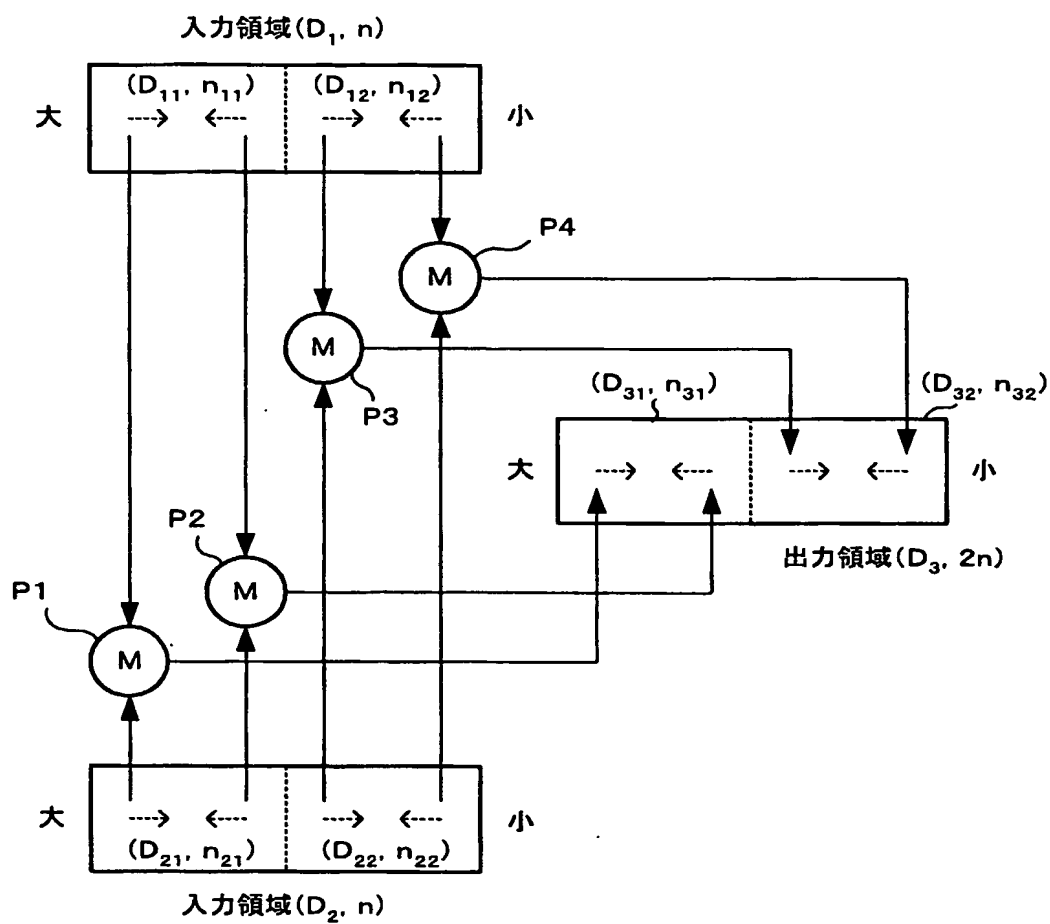 入力領域(D₁, n)
(D₁₁, n₁₁) (D₁₂, n₁₂)
大 小
P4
M
M
P3
(D₃₁, n₃₁) (D₃₂, n₃₂)
大 小
出力領域(D₃, 2n)
P2
M
P1
M
大 小
(D₂₁, n₂₁) (D₂₂, n₂₂)
入力領域(D₂, n)